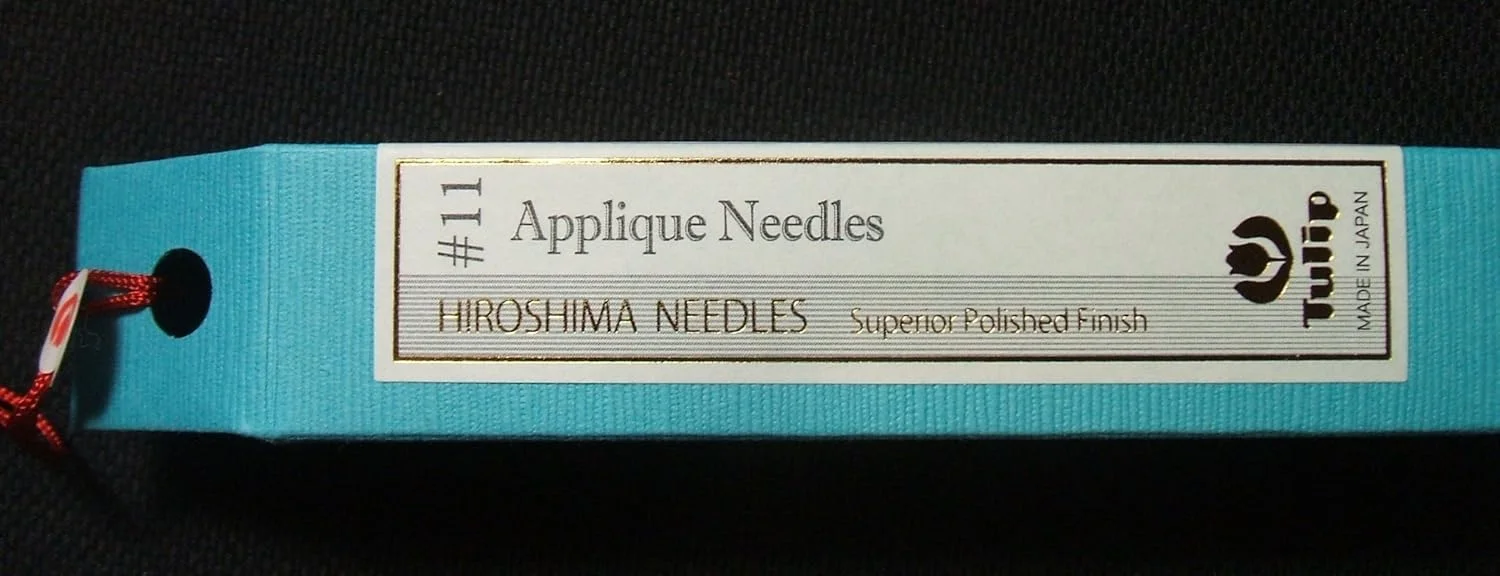 #11
Applique Needles
HIROSHIMA NEEDLES Superior Polished Finish
Tulip
MADE IN JAPAN